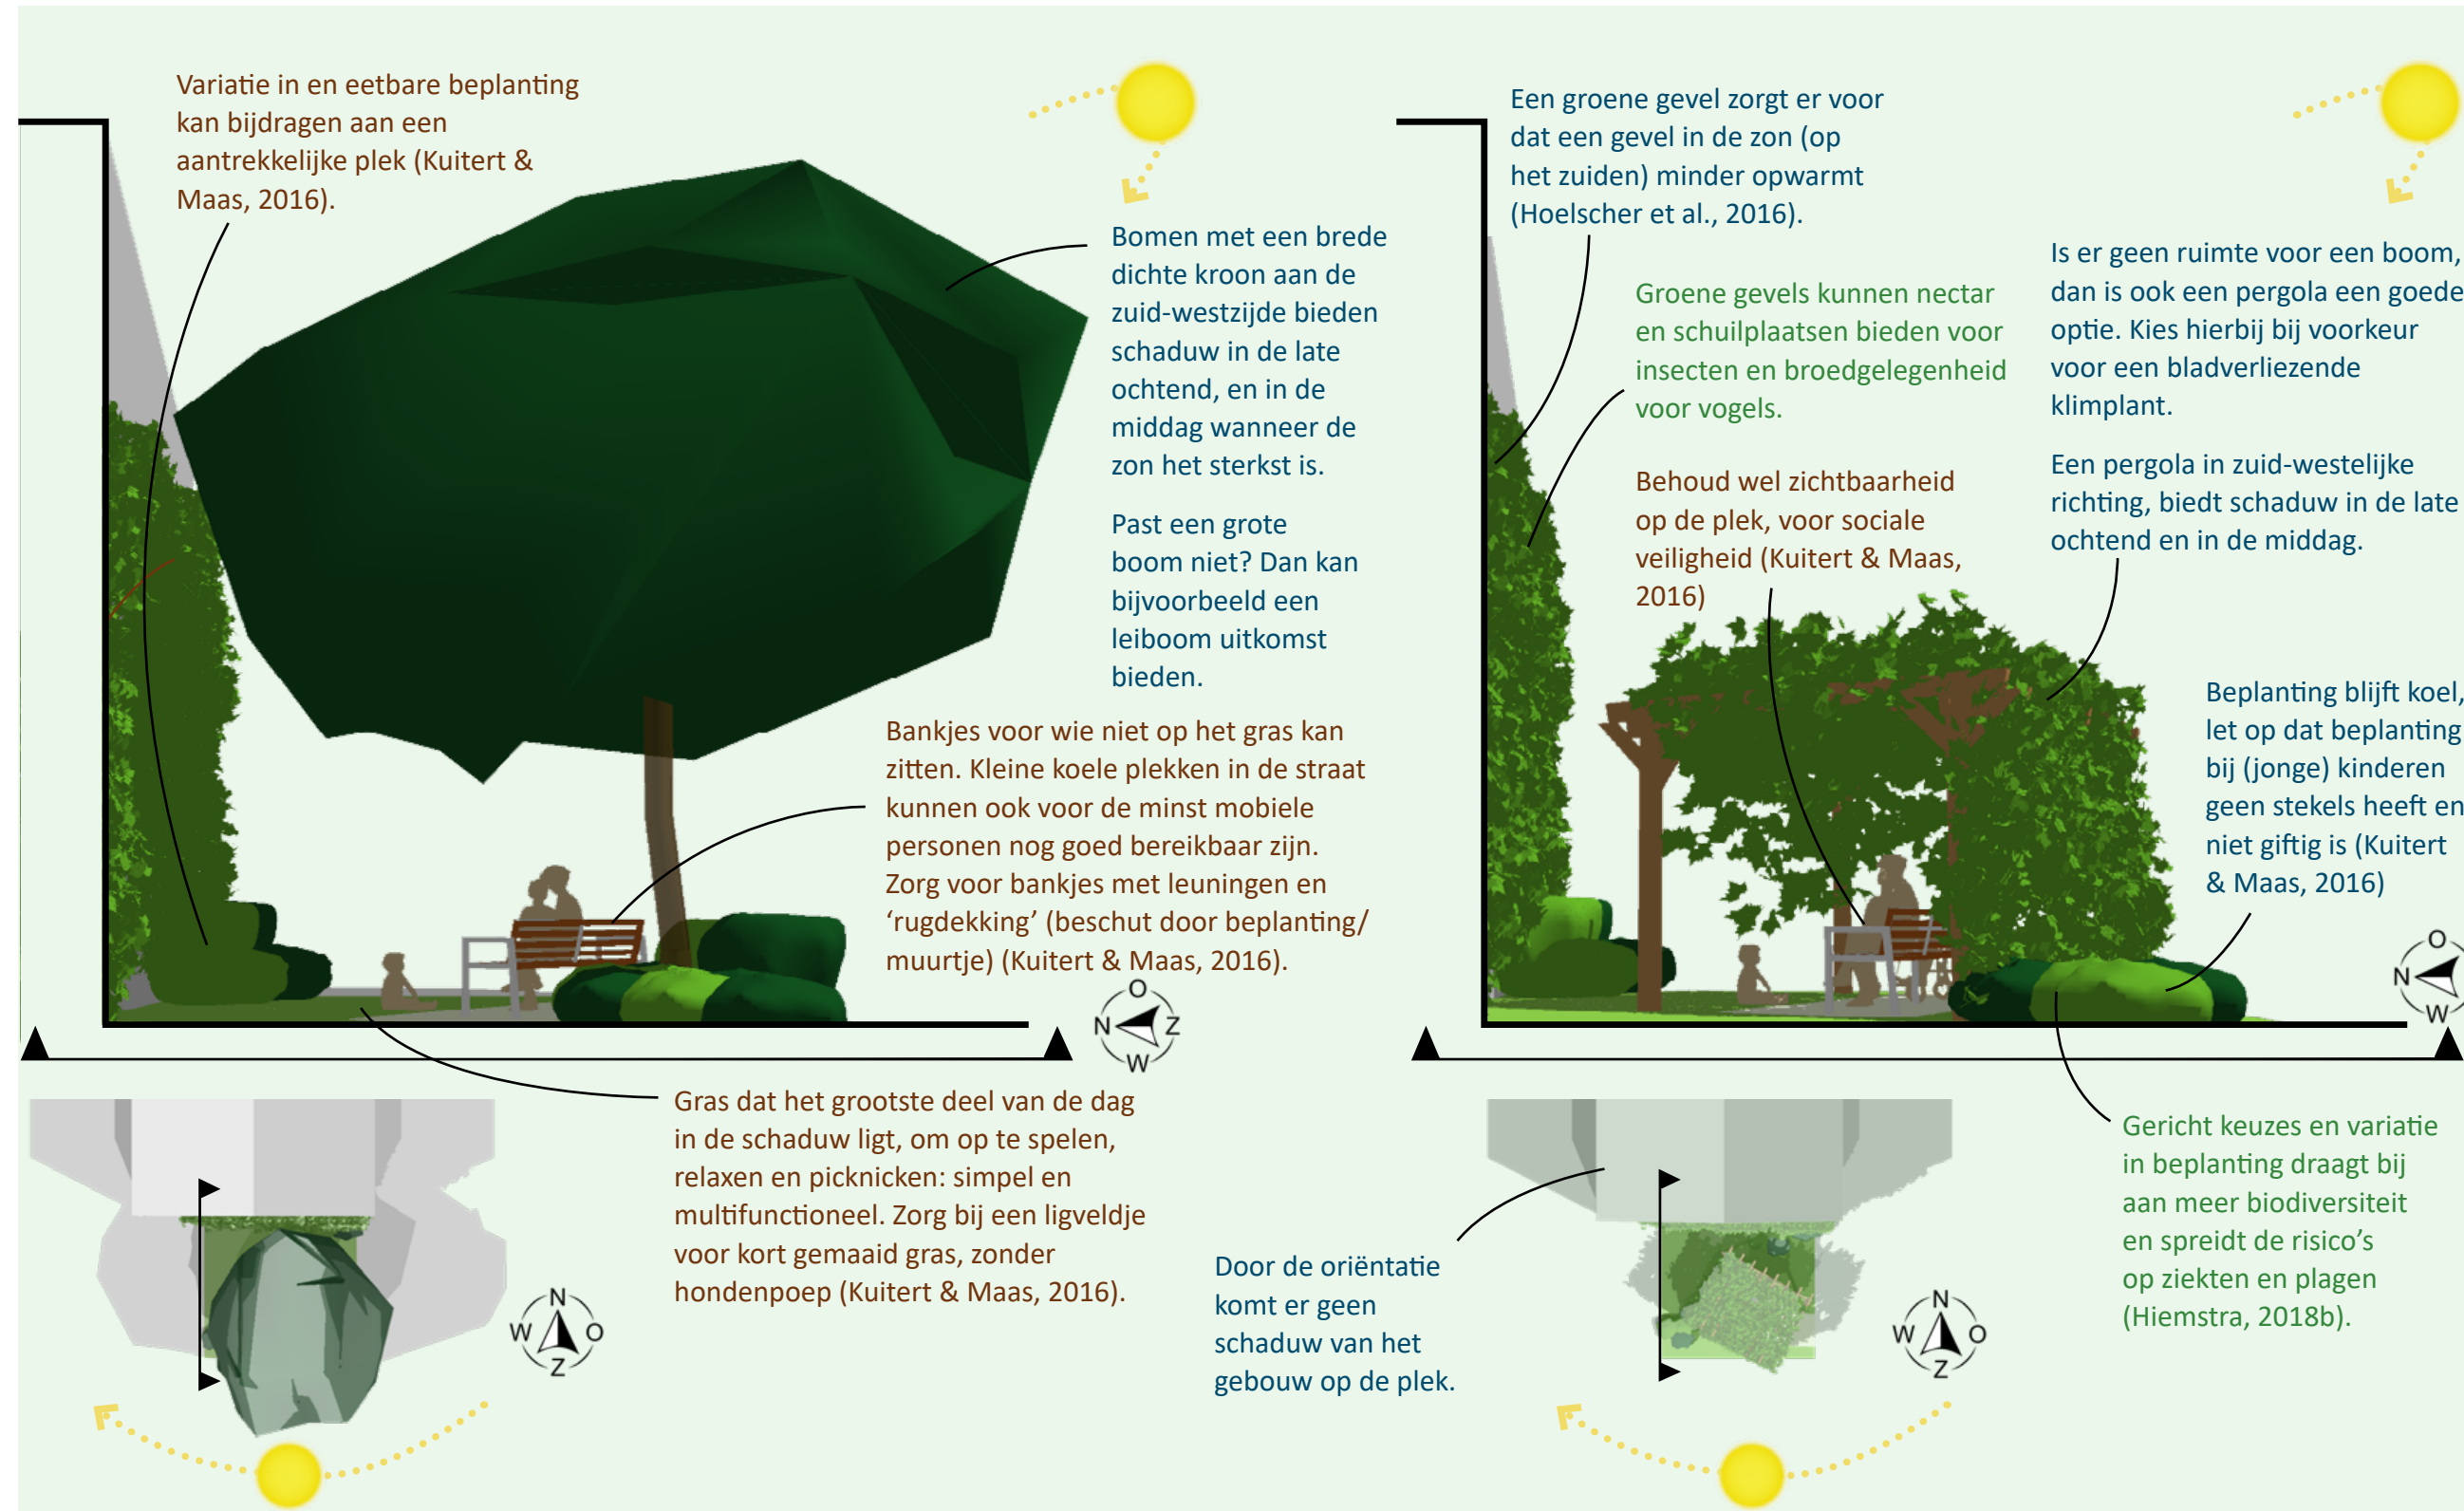 Variatie in en eetbare beplanting
kan bijdragen aan een
aantrekkelijke plek (Kuitert &
Maas, 2016).
Bomen met een brede
dichte kroon aan de
zuid-westzijde bieden
schaduw in de late
ochtend, en in de
middag wanneer de
zon het sterkst is.
Past een grote
boom niet? Dan kan
bijvoorbeeld een
leiboom uitkomst
bieden.
Bankjes voor wie niet op het gras kan
zitten. Kleine koele plekken in de straat
kunnen ook voor de minst mobiele
personen nog goed bereikbaar zijn.
Zorg voor bankjes met leuningen en
‘rugdekking’ (beschut door beplanting/
muurtje) (Kuitert & Maas, 2016).
O
N Z
W
Gras dat het grootste deel van de dag
in de schaduw ligt, om op te spelen,
relaxen en picknicken: simpel en
multifunctioneel. Zorg bij een ligveldje
voor kort gemaaid gras, zonder
hondenpoep (Kuitert & Maas, 2016).
N
W O
Z
Een groene gevel zorgt er voor
dat een gevel in de zon (op
het zuiden) minder opwarmt
(Hoelscher et al., 2016).
Groene gevels kunnen nectar
en schuilplaatsen bieden voor
insecten en broedgelegenheid
voor vogels.
Behoud wel zichtbaarheid
op de plek, voor sociale
veiligheid (Kuitert & Maas,
2016)
Is er geen ruimte voor een boom,
dan is ook een pergola een goede
optie. Kies hierbij bij voorkeur
voor een bladverliezende
klimplant.
Een pergola in zuid-westelijke
richting, biedt schaduw in de late
ochtend en in de middag.
Beplanting blijft koel,
let op dat beplanting
bij (jonge) kinderen
geen stekels heeft en
niet giftig is (Kuitert
& Maas, 2016)
O
N
W
Door de oriëntatie
komt er geen
schaduw van het
gebouw op de plek.
N
W O
Z
Gericht keuzes en variatie
in beplanting draagt bij
aan meer biodiversiteit
en spreidt de risico’s
op ziekten en plagen
(Hiemstra, 2018b).